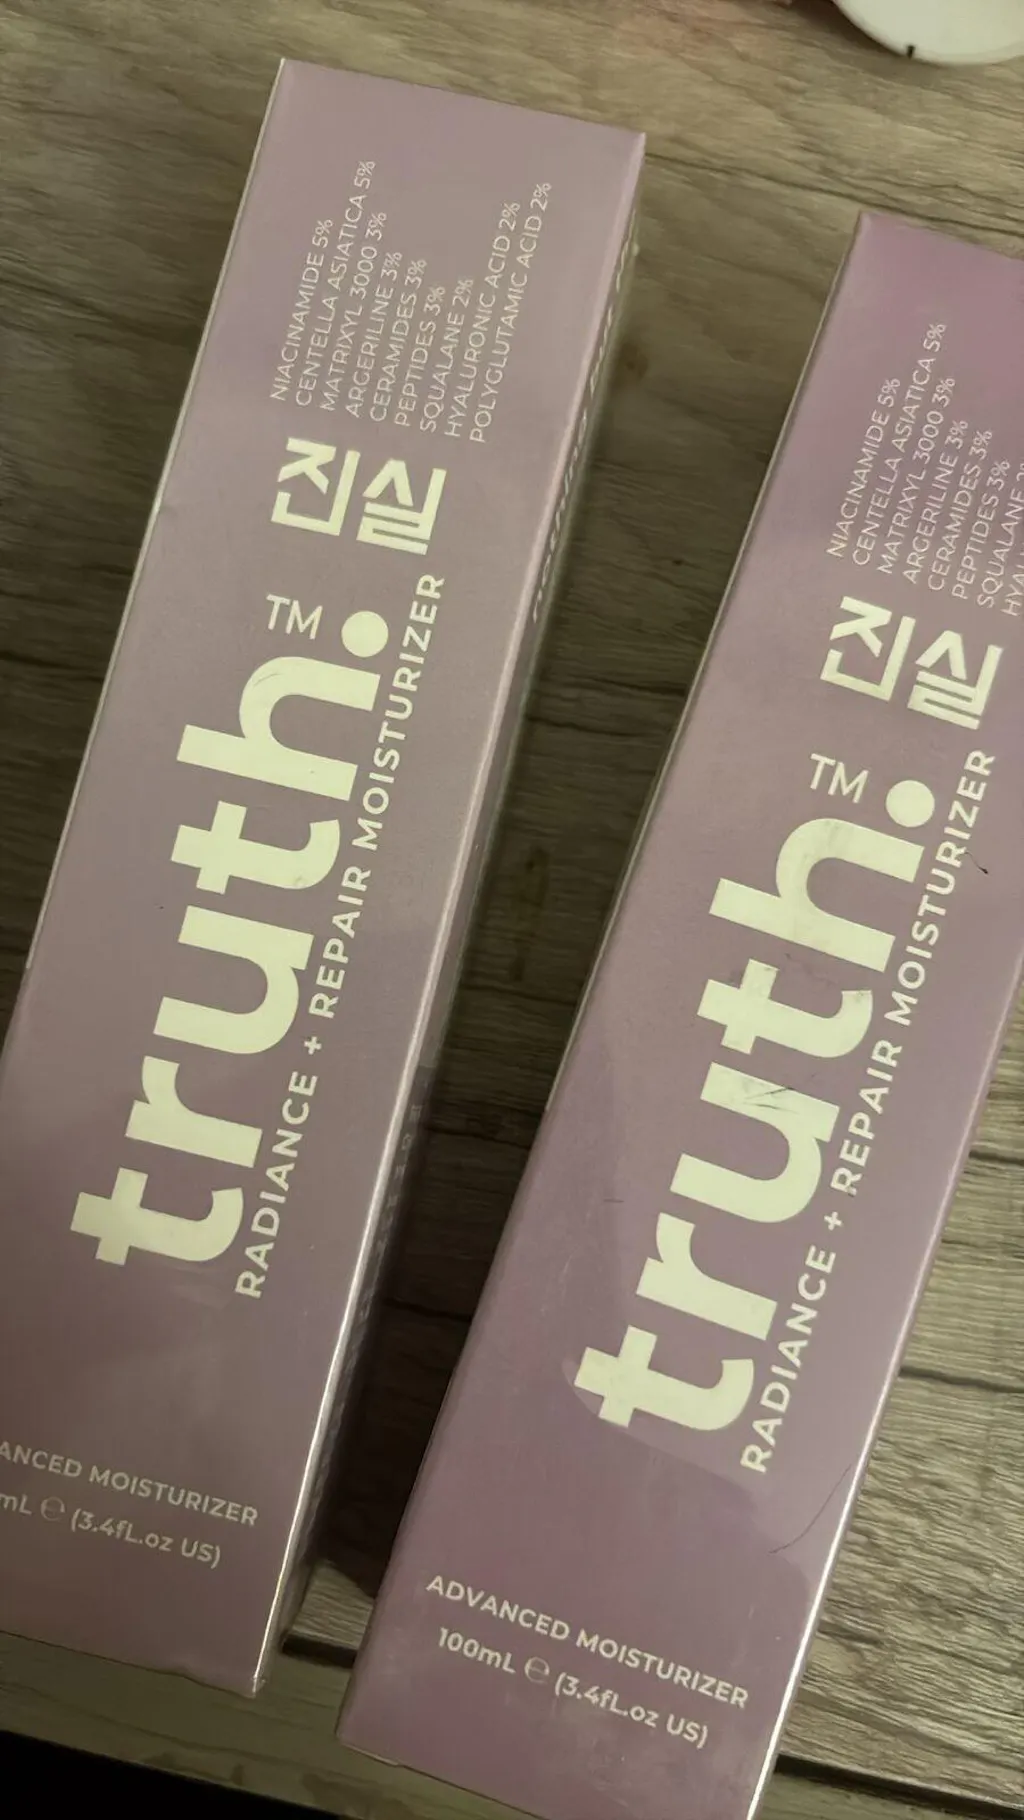 NIACINAMIDE 5%
CENTELLA ASIATICA 5%
MATRIXYL 3000 3%
ARGERILINE 3%
CERAMIDES 3%
PEPTIDES 3%
SQUALANE 2%
HYALURONIC ACID 2%
POLYGLUTAMIC ACID 2%
진실
truth.™
RADIANCE + REPAIR MOISTURIZER
ANCED MOISTURIZER
mL ℮ (3.4fL.oz US)
NIACINAMIDE 5%
CENTELLA ASIATICA 5%
MATRIXYL 3000 3%
ARGERILINE 3%
CERAMIDES 3%
PEPTIDES 3%
SQUALANE
HYAL
진실
truth.™
RADIANCE + REPAIR MOISTURIZER
ADVANCED MOISTURIZER
100mL ℮ (3.4fL.oz US)